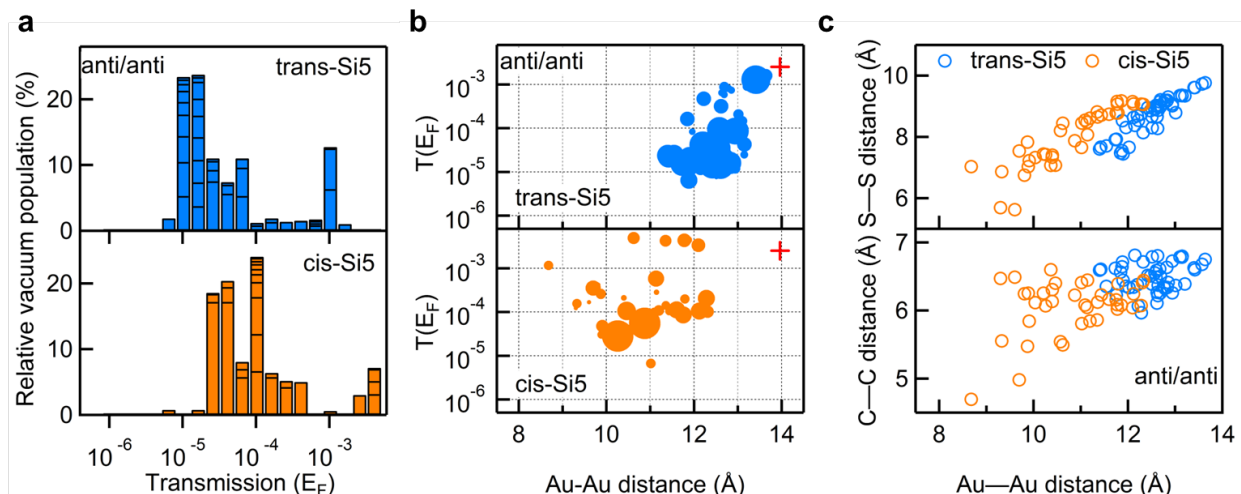 a
Relative vacuum population (%)
anti/anti
trans-Si5
20
10
0
cis-Si5
20
10
0
10^-6
10^-5
10^-4
10^-3
Transmission (E_F)
b
anti/anti
T(E_F)
10^-3
10^-4
10^-5
10^-6
trans-Si5
T(E_F)
10^-3
10^-4
10^-5
10^-6
cis-Si5
8
10
12
14
Au-Au distance (Å)
c
S—S distance (Å)
trans-Si5
cis-Si5
10
8
6
C—C distance (Å)
7
6
5
anti/anti
8
10
12
14
Au—Au distance (Å)